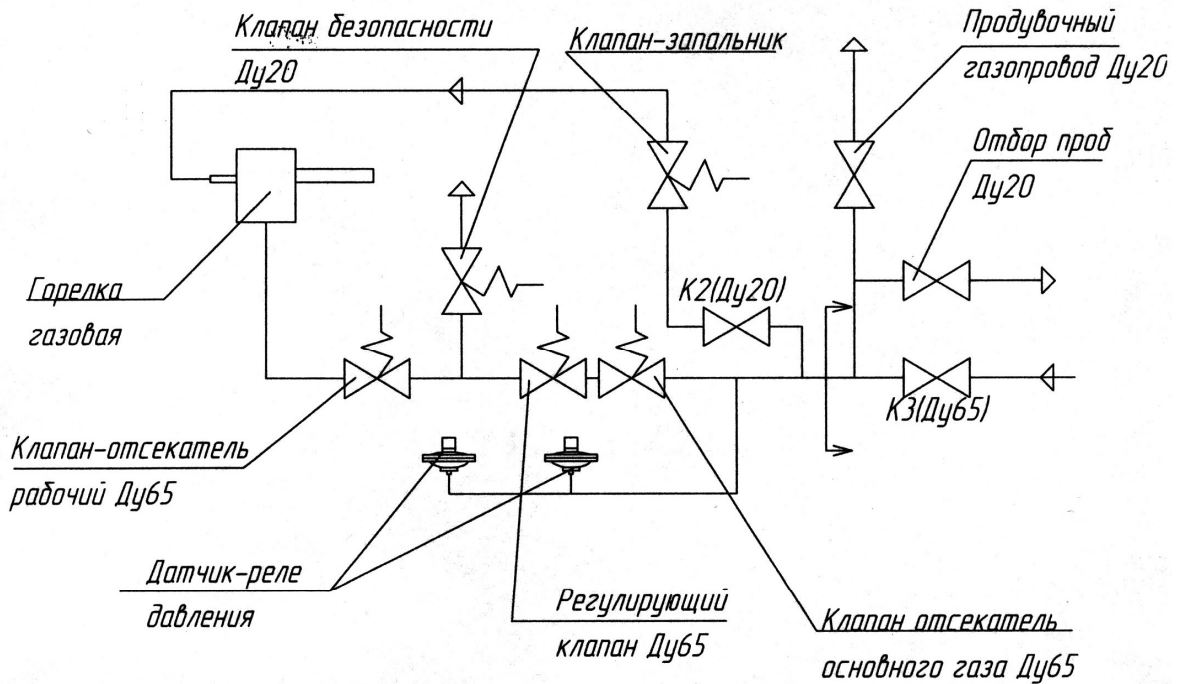 Клапан безопасности
Ду20
Клапан-запальник
Продувочный
газопровод Ду20
Отбор проб
Ду20
Горелка
газовая
К2(Ду20)
К3(Ду65)
Клапан-отсекатель
рабочий Ду65
Датчик-реле
давления
Регулирующий
клапан Ду65
Клапан отсекатель
основного газа Ду65